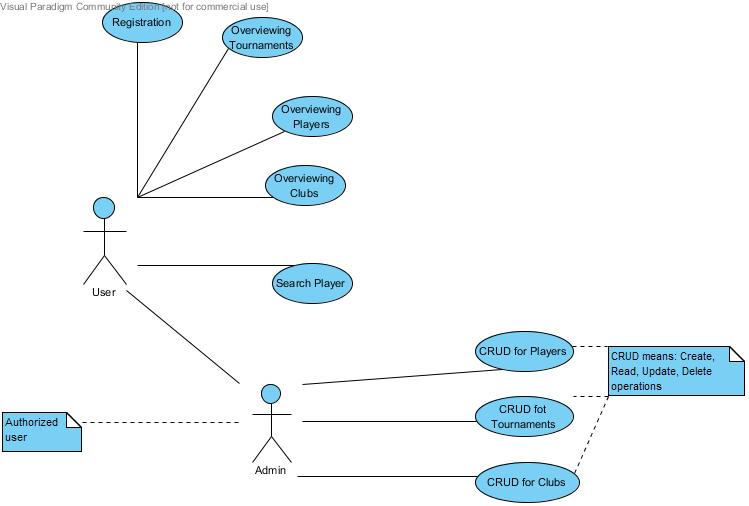 Visual Paradigm Community Edition [not for commercial use]
Registration
Overviewing
Tournaments
Overviewing
Players
Overviewing
Clubs
Search Player
User
CRUD for Players
CRUD means: Create,
Read, Update, Delete
operations
CRUD fot
Tournaments
Authorized
user
Admin
CRUD for Clubs